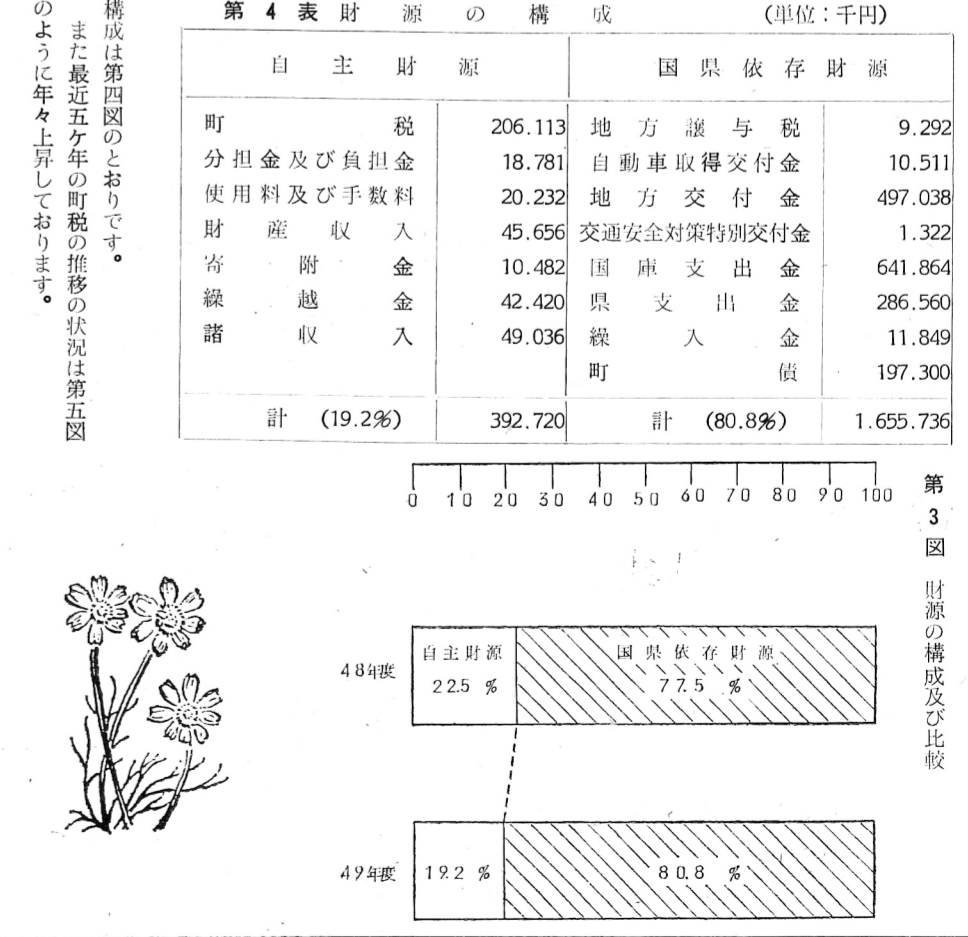 第4表 財源の構成 (単位:千円)
自主財源 国県依存財源
町税 206.113 地方譲与税 9.292
分担金及び負担金 18.781 自動車取得交付金 10.511
使用料及び手数料 20.232 地方交付金 497.038
財産収入 45.656 交通安全対策特別交付金 1.322
寄附金 10.482 国庫支出金 641.864
繰越金 42.420 県支出金 286.560
諸収入 49.036 繰入金 11.849
町債 197.300
計 (19.2%) 392.720 計 (80.8%) 1.655.736
第3図 財源の構成及び比較
0 10 20 30 40 50 60 70 80 90 100
48年度 自主財源 22.5 % 国県依存財源 77.5 %
49年度 19.2 % 80.8 %
構成は第四図のとおりです。
また最近五ケ年の町税の推移の状況は第五図
のように年々上昇しております。